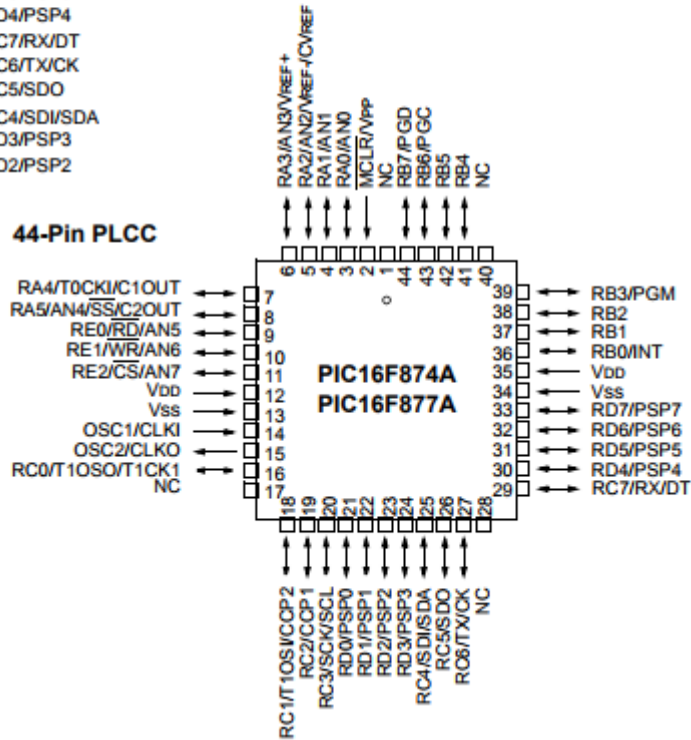 D4/PSP4
C7/RX/DT
C6/TX/CK
C5/SDO
C4/SDI/SDA
D3/PSP3
D2/PSP2
44-Pin PLCC
RA3/AN3/VREF+
RA2/AN2/VREF-/CVREF
RA1/AN1
RA0/AN0
MCLR/VPP
NC
RB7/PGD
RB6/PGC
RB5
RB4
NC
6
5
4
3
2
1
44
43
42
41
40
RA4/T0CKI/C1OUT
RA5/AN4/SS/C2OUT
RE0/RD/AN5
RE1/WR/AN6
RE2/CS/AN7
VDD
VSS
OSC1/CLKI
OSC2/CLKO
RC0/T1OSO/T1CK1
NC
7
8
9
10
11
12
13
14
15
16
17
PIC16F874A
PIC16F877A
39
38
37
36
35
34
33
32
31
30
29
RB3/PGM
RB2
RB1
RB0/INT
VDD
VSS
RD7/PSP7
RD6/PSP6
RD5/PSP5
RD4/PSP4
RC7/RX/DT
18
19
20
21
22
23
24
25
26
27
28
RC1/T1OSI/CCP2
RC2/CCP1
RC3/SCK/SCL
RD0/PSP0
RD1/PSP1
RD2/PSP2
RD3/PSP3
RC4/SDI/SDA
RC5/SDO
RC6/TX/CK
NC